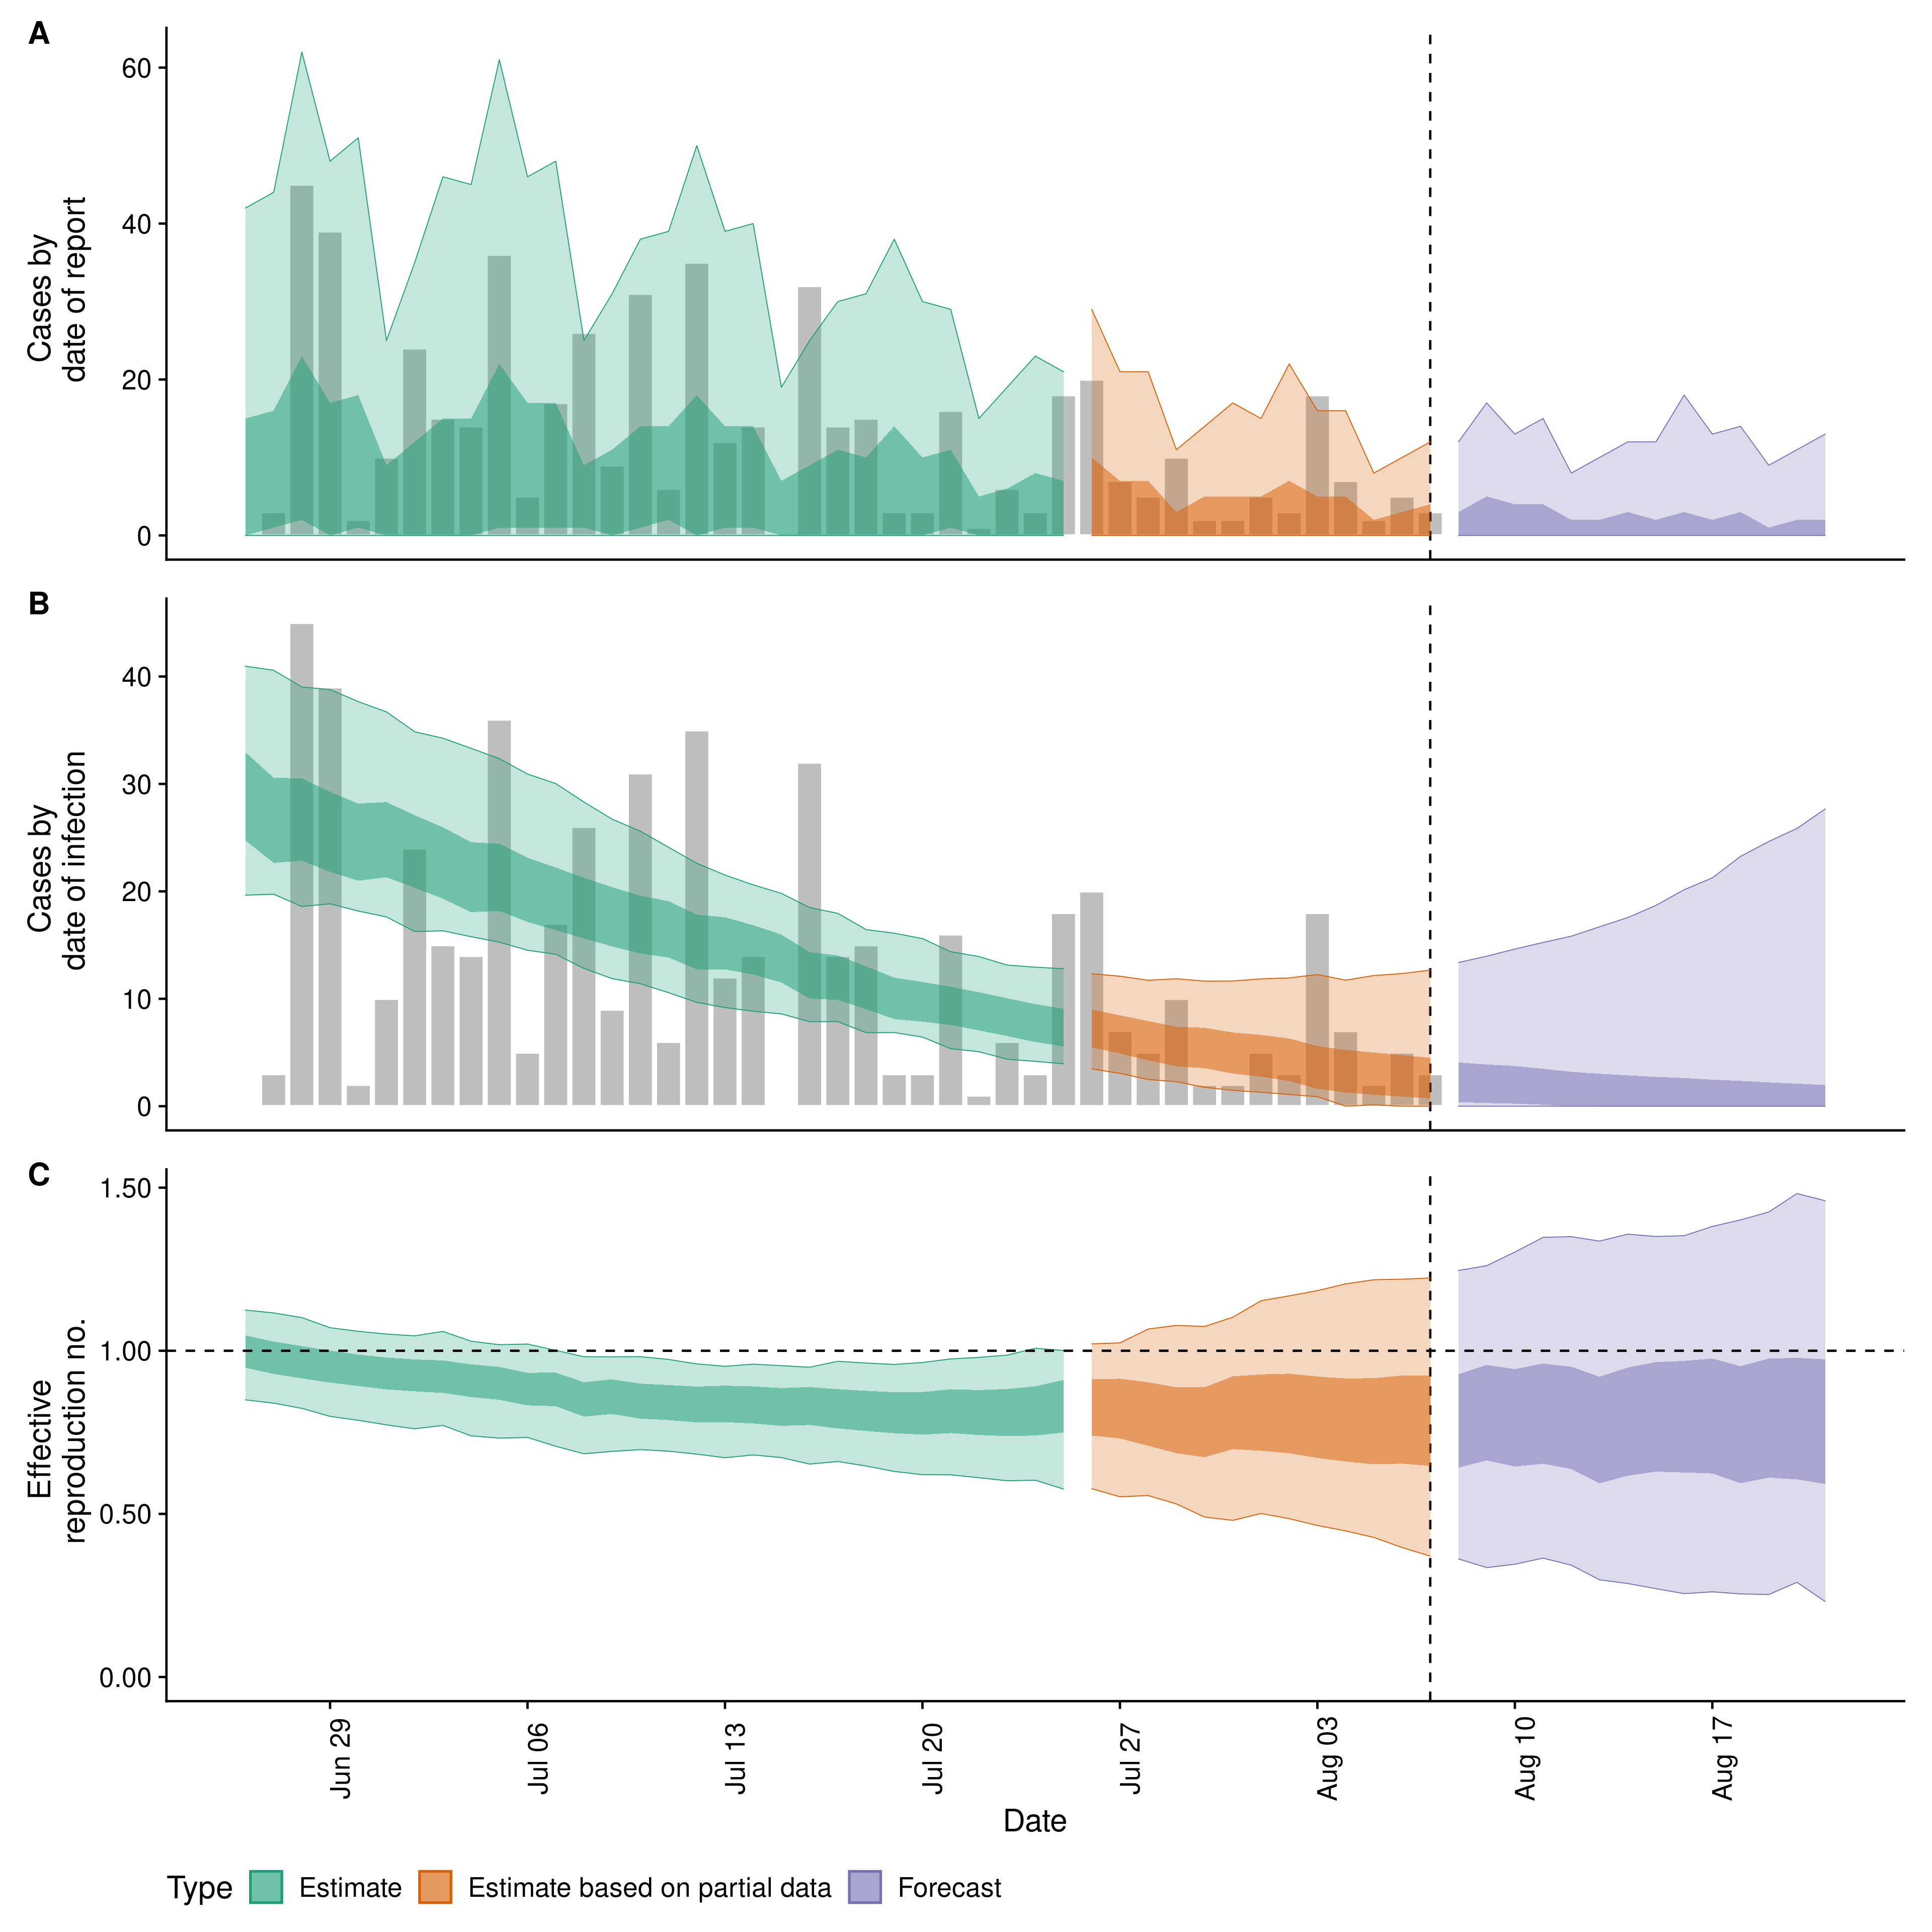 A
60
40
20
0
Cases by
date of report
B
40
30
20
10
0
Cases by
date of infection
C
1.50
1.00
0.50
0.00
Effective
reproduction no.
Jun 29
Jul 06
Jul 13
Jul 20
Jul 27
Aug 03
Aug 10
Aug 17
Date
Type Estimate Estimate based on partial data Forecast